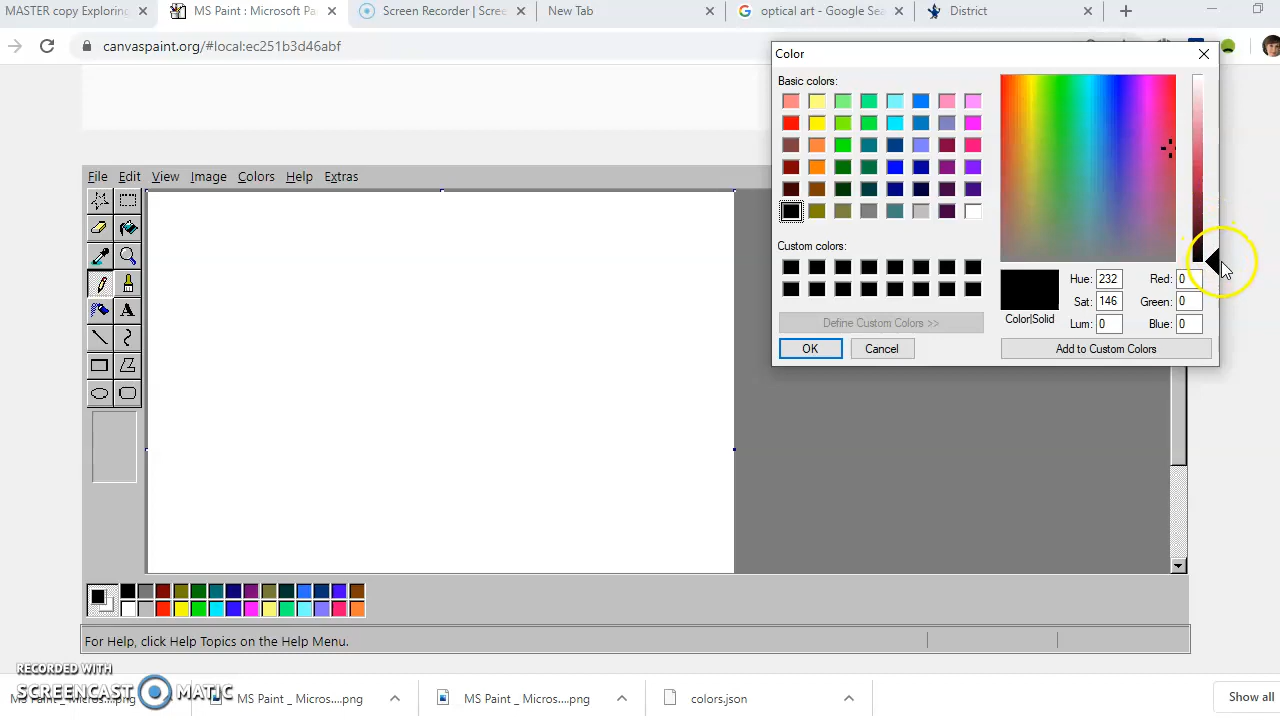 MASTER copy Exploring
MS Paint : Microsoft Pa
Screen Recorder | Scree
New Tab
optical art - Google Sea
District
canvaspaint.org/#local:ec251b3d46abf
Color
Basic colors:
Custom colors:
Define Custom Colors >>
OK
Cancel
Hue: 232
Sat: 146
Lum: 0
Red: 0
Green: 0
Blue: 0
Color|Solid
Add to Custom Colors
File Edit View Image Colors Help Extras
A
For Help, click Help Topics on the Help Menu.
RECORDED WITH
SCREENCAST MATIC
MS Paint _ Micros....png
MS Paint _ Micros....png
colors.json
Show all